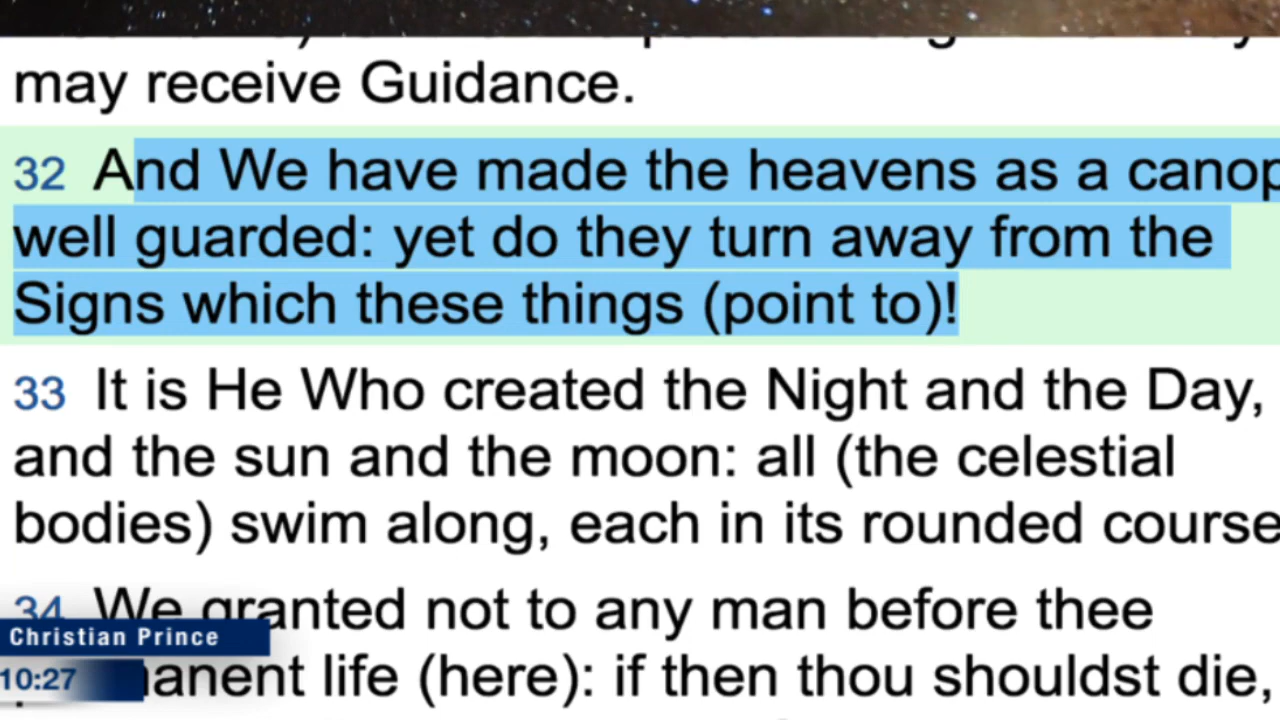 may receive Guidance.
32 And We have made the heavens as a canop
well guarded: yet do they turn away from the
Signs which these things (point to)!
33 It is He Who created the Night and the Day,
and the sun and the moon: all (the celestial
bodies) swim along, each in its rounded course
34 We granted not to any man before thee
manent life (here): if then thou shouldst die,
Christian Prince
10:27